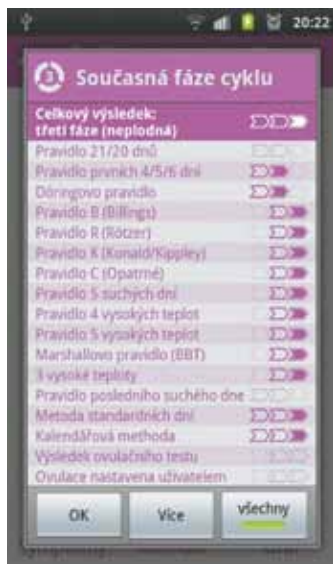 20:22
3 Současná fáze cyklu
Celkový výsledek:
třetí fáze (neplodná)
Pravidlo 21/20 dnů
Pravidlo prvních 4/5/6 dní
Döringovo pravidlo
Pravidlo B (Billings)
Pravidlo R (Rötzer)
Pravidlo K (Konald/Kippley)
Pravidlo C (Opatrné)
Pravidlo 5 suchých dní
Pravidlo 4 vysokých teplot
Pravidlo 5 vysokých teplot
Marshallovo pravidlo (BBT)
3 vysoké teploty
Pravidlo posledního suchého dne
Metoda standardních dní
Kalendářová methoda
Výsledek ovulačního testu
Ovulace nastavena uživatelem
OK
Více
všechny